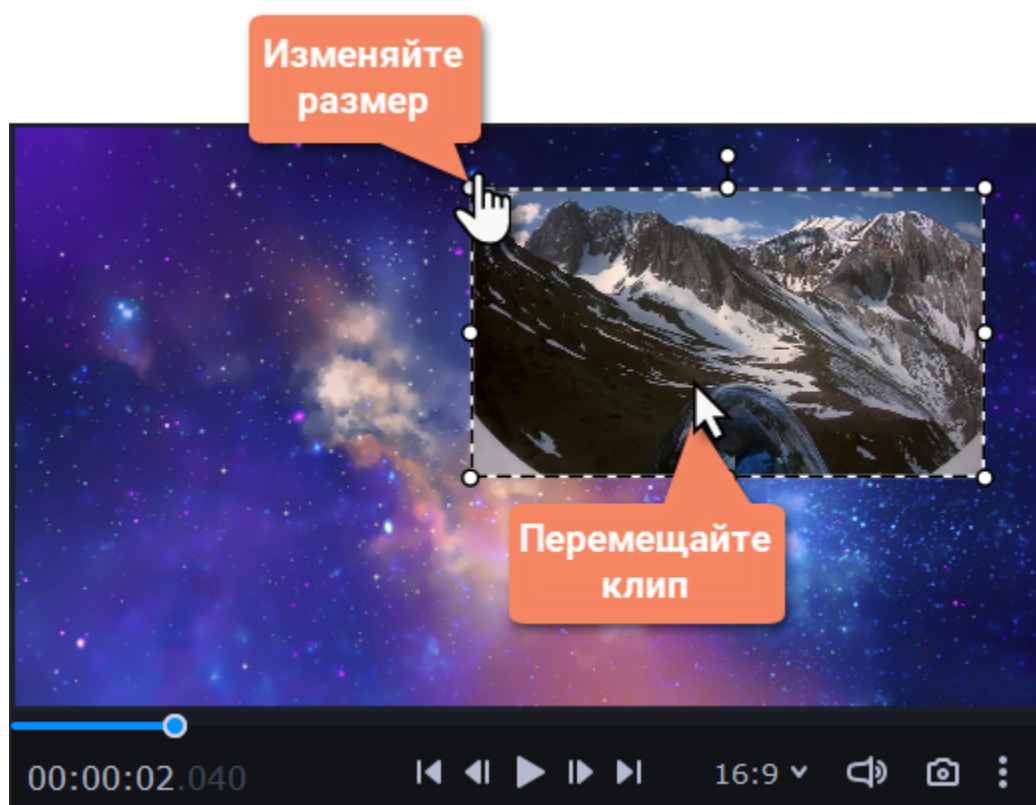 Изменяйте
размер
Перемещайте
клип
00:00:02.040
16:9